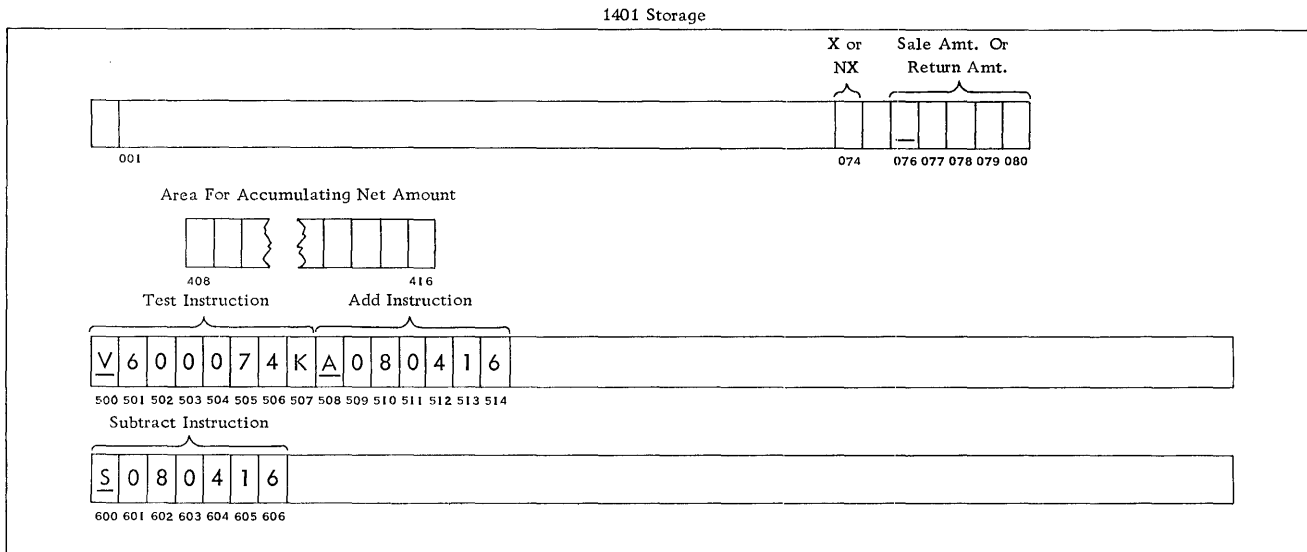 1401 Storage
X or Sale Amt. Or
NX Return Amt.
001 074 076 077 078 079 080
Area For Accumulating Net Amount
408 416
Test Instruction Add Instruction
V 6 0 0 0 7 4 K A 0 8 0 4 1 6
500 501 502 503 504 505 506 507 508 509 510 511 512 513 514
Subtract Instruction
S 0 8 0 4 1 6
600 601 602 603 604 605 606